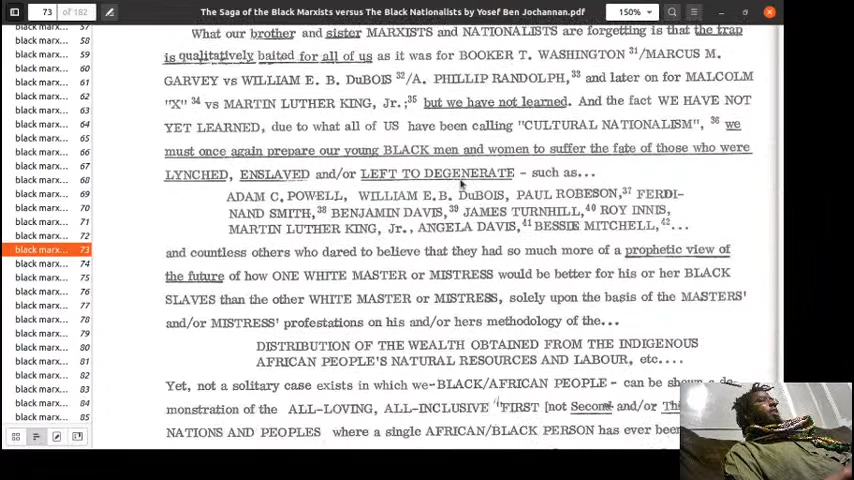 73 of 182
The Saga of the Black Marxists versus The Black Nationalists by Yosef Ben Jochannan.pdf
150%
black marx... 57
black marx... 58
black marx... 59
black marx... 60
black marx... 61
black marx... 62
black marx... 63
black marx... 64
black marx... 65
black marx... 66
black marx... 67
black marx... 68
black marx... 69
black marx... 70
black marx... 71
black marx... 72
black marx... 73
black marx... 74
black marx... 75
black marx... 76
black marx... 77
black marx... 78
black marx... 79
black marx... 80
black marx... 81
black marx... 82
black marx... 83
black marx... 84
black marx... 85
What our brother and sister MARXISTS and NATIONALISTS are forgetting is that the trap
is qualitatively baited for all of us as it was for BOOKER T. WASHINGTON 31/MARCUS M.
GARVEY vs WILLIAM E. B. DuBOIS 32/A. PHILLIP RANDOLPH, 33 and later on for MALCOLM
"X" 34 vs MARTIN LUTHER KING, Jr.; 35 but we have not learned. And the fact WE HAVE NOT
YET LEARNED, due to what all of US have been calling "CULTURAL NATIONALISM", 36 we
must once again prepare our young BLACK men and women to suffer the fate of those who were
LYNCHED, ENSLAVED and/or LEFT TO DEGENERATE - such as...
ADAM C. POWELL, WILLIAM E.B. DuBOIS, PAUL ROBESON, 37 FERDI-
NAND SMITH, 38 BENJAMIN DAVIS, 39 JAMES TURNHILL, 40 ROY INNIS,
MARTIN LUTHER KING, Jr., ANGELA DAVIS, 41 BESSIE MITCHELL, 42...
and countless others who dared to believe that they had so much more of a prophetic view of
the future of how ONE WHITE MASTER or MISTRESS would be better for his or her BLACK
SLAVES than the other WHITE MASTER or MISTRESS, solely upon the basis of the MASTERS'
and/or MISTRESS' profestations on his and/or hers methodology of the...
DISTRIBUTION OF THE WEALTH OBTAINED FROM THE INDIGENOUS
AFRICAN PEOPLE'S NATURAL RESOURCES AND LABOUR, etc....
Yet, not a solitary case exists in which we-BLACK/AFRICAN PEOPLE - can be a de-
monstration of the ALL-LOVING, ALL-INCLUSIVE "FIRST [not Second and/or
NATIONS AND PEOPLES where a single AFRICAN/BLACK PERSON has ever